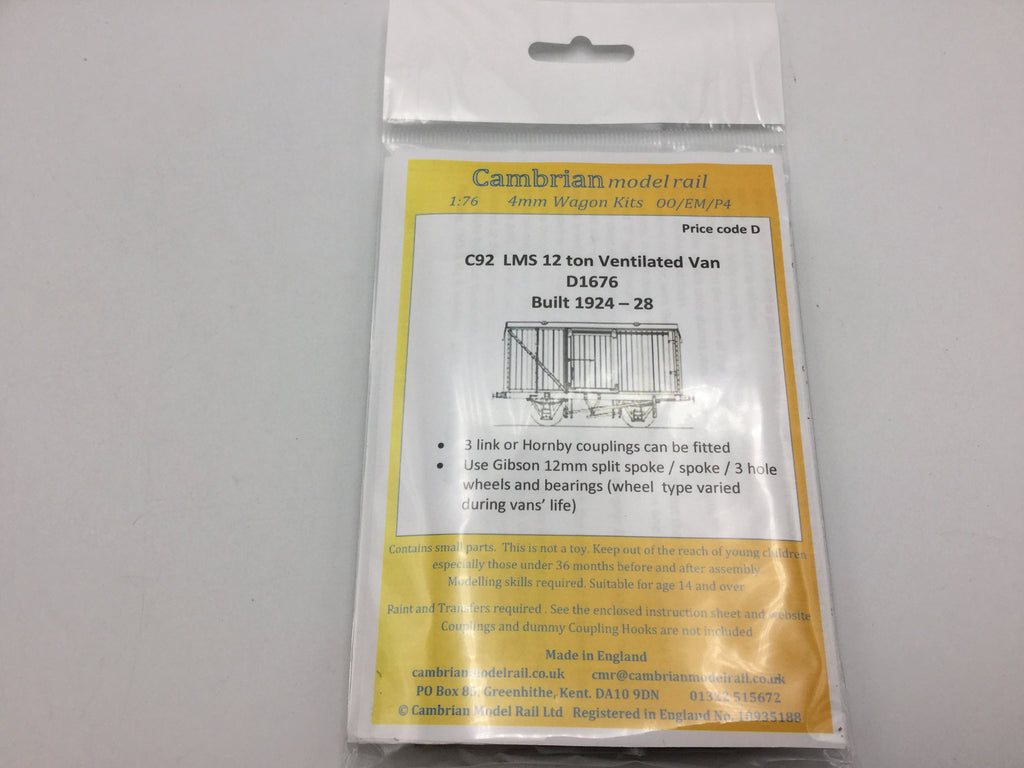 Cambrian model rail
1:76 4mm Wagon Kits OO/EM/P4
Price code D
C92 LMS 12 ton Ventilated Van
D1676
Built 1924 – 28
• 3 link or Hornby couplings can be fitted
• Use Gibson 12mm split spoke / spoke / 3 hole
wheels and bearings (wheel type varied
during vans' life)
Contains small parts. This is not a toy. Keep out of the reach of young children
especially those under 36 months before and after assembly
Modelling skills required. Suitable for age 14 and over
Paint and Transfers required . See the enclosed instruction sheet and website
Couplings and dummy Coupling Hooks are not included
Made in England
cambrianmodelrail.co.uk cmr@cambrianmodelrail.co.uk
PO Box 85, Greenhithe, Kent. DA10 9DN 01322 515672
© Cambrian Model Rail Ltd Registered in England No. 10935188